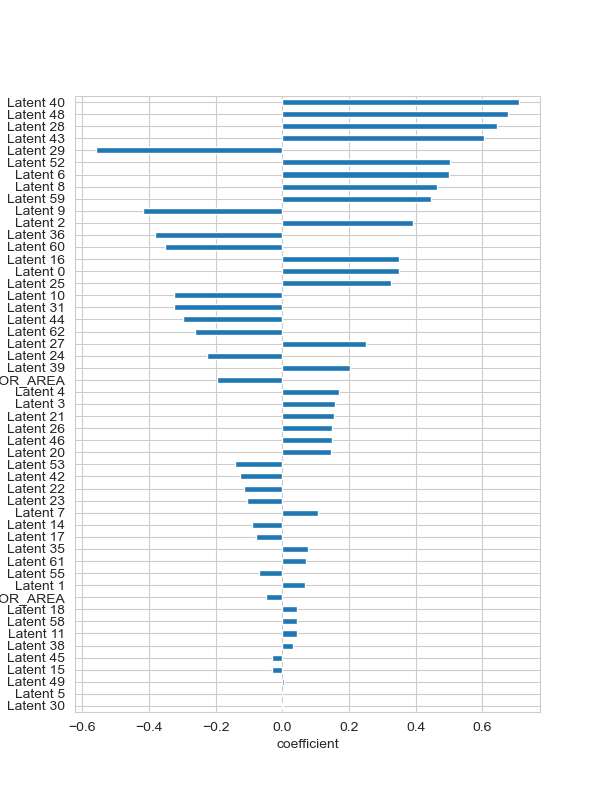 Latent 40
Latent 48
Latent 28
Latent 43
Latent 29
Latent 52
Latent 6
Latent 8
Latent 59
Latent 9
Latent 2
Latent 36
Latent 60
Latent 16
Latent 0
Latent 25
Latent 10
Latent 31
Latent 44
Latent 62
Latent 27
Latent 24
Latent 39
OR_AREA
Latent 4
Latent 3
Latent 21
Latent 26
Latent 46
Latent 20
Latent 53
Latent 42
Latent 22
Latent 23
Latent 7
Latent 14
Latent 17
Latent 35
Latent 61
Latent 55
Latent 1
OR_AREA
Latent 18
Latent 58
Latent 11
Latent 38
Latent 45
Latent 15
Latent 49
Latent 5
Latent 30
−0.6 −0.4 −0.2 0.0 0.2 0.4 0.6
coefficient